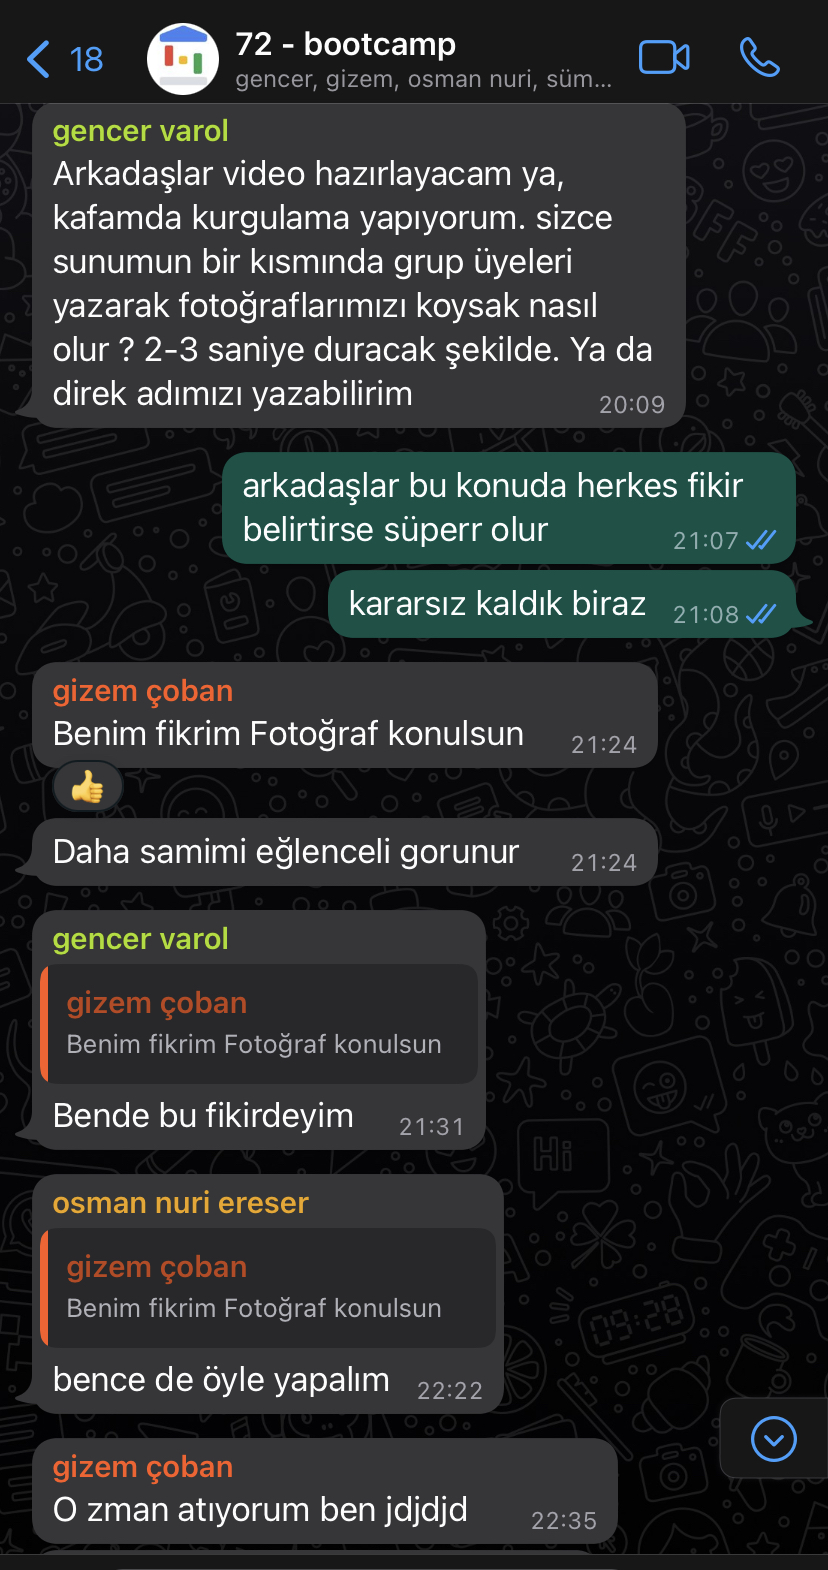 18
72 - bootcamp
gencer, gizem, osman nuri, süm...
gencer varol
Arkadaşlar video hazırlayacam ya,
kafamda kurgulama yapıyorum. sizce
sunumun bir kısmında grup üyeleri
yazarak fotoğraflarımızı koysak nasıl
olur ? 2-3 saniye duracak şekilde. Ya da
direk adımızı yazabilirim
20:09
arkadaşlar bu konuda herkes fikir
belirtirse süperr olur
21:07
kararsız kaldık biraz
21:08
gizem çoban
Benim fikrim Fotoğraf konulsun
21:24
👍
Daha samimi eğlenceli gorunur
21:24
gencer varol
gizem çoban
Benim fikrim Fotoğraf konulsun
Bende bu fikirdeyim
21:31
osman nuri ereser
gizem çoban
Benim fikrim Fotoğraf konulsun
bence de öyle yapalım
22:22
gizem çoban
O zman atıyorum ben jdjdjd
22:35
BFF
Hi
09:28